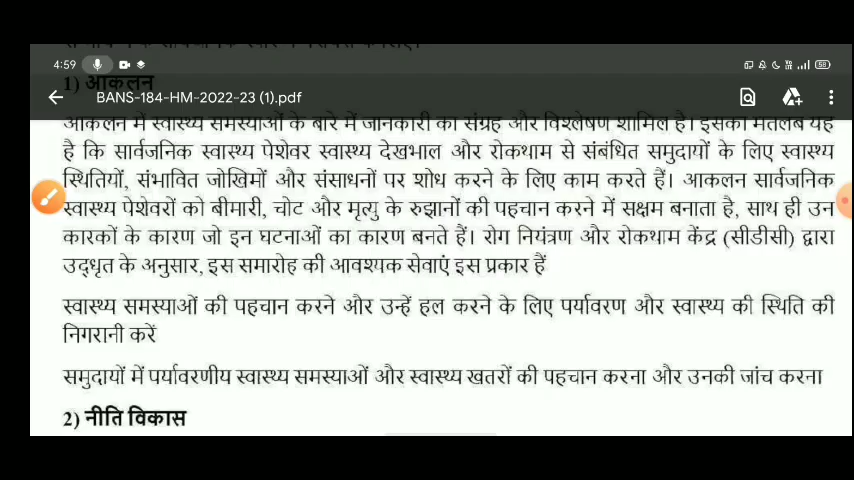 4:59
58
1) आकलन
BANS-184-HM-2022-23 (1).pdf
आकलन में स्वास्थ्य समस्याओं के बारे में जानकारी का संग्रह और विश्लेषण शामिल है। इसका मतलब यह
है कि सार्वजनिक स्वास्थ्य पेशेवर स्वास्थ्य देखभाल और रोकथाम से संबंधित समुदायों के लिए स्वास्थ्य
स्थितियों, संभावित जोखिमों और संसाधनों पर शोध करने के लिए काम करते हैं। आकलन सार्वजनिक
स्वास्थ्य पेशेवरों को बीमारी, चोट और मृत्यु के रुझानों की पहचान करने में सक्षम बनाता है, साथ ही उन
कारकों के कारण जो इन घटनाओं का कारण बनते हैं। रोग नियंत्रण और रोकथाम केंद्र (सीडीसी) द्वारा
उद्धृत के अनुसार, इस समारोह की आवश्यक सेवाएं इस प्रकार हैं
स्वास्थ्य समस्याओं की पहचान करने और उन्हें हल करने के लिए पर्यावरण और स्वास्थ्य की स्थिति की
निगरानी करें
समुदायों में पर्यावरणीय स्वास्थ्य समस्याओं और स्वास्थ्य खतरों की पहचान करना और उनकी जांच करना
2) नीति विकास